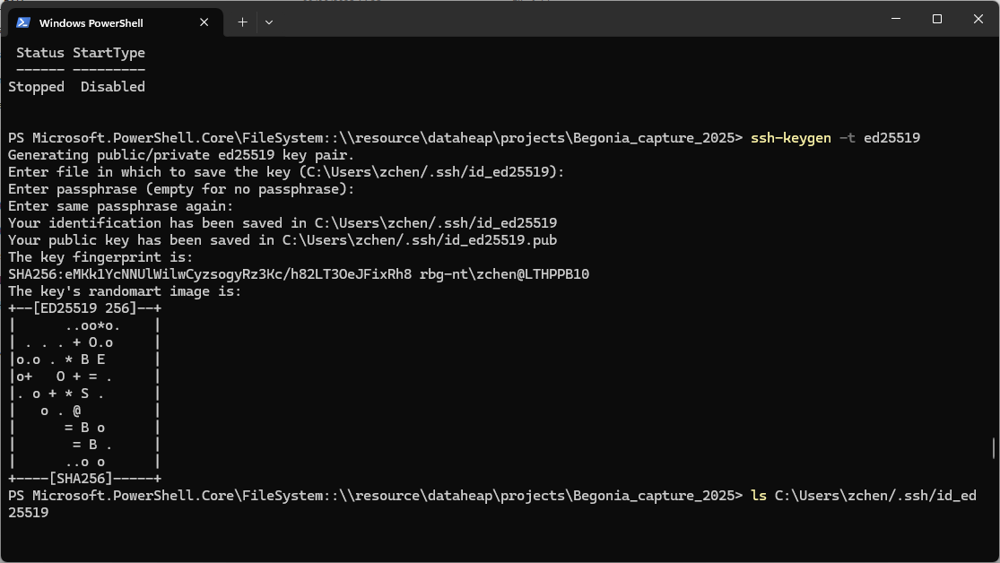 Windows PowerShell
 Status StartType
 ------ ---------
Stopped  Disabled
PS Microsoft.PowerShell.Core\FileSystem::\\resource\dataheap\projects\Begonia_capture_2025> ssh-keygen -t ed25519
Generating public/private ed25519 key pair.
Enter file in which to save the key (C:\Users\zchen/.ssh/id_ed25519):
Enter passphrase (empty for no passphrase):
Enter same passphrase again:
Your identification has been saved in C:\Users\zchen/.ssh/id_ed25519
Your public key has been saved in C:\Users\zchen/.ssh/id_ed25519.pub
The key fingerprint is:
SHA256:eMKk1YcNNUlWilwCyzsogyRz3Kc/h82LT3OeJFixRh8 rbg-nt\zchen@LTHPPB10
The key's randomart image is:
+--[ED25519 256]--+
|      ..oo*o.    |
| . . . + O.o     |
|o.o . * B E      |
|o+   O + = .     |
|. o + * S .      |
|   o . @         |
|      = B o      |
|       = B .     |
|      ..o o      |
+----[SHA256]-----+
PS Microsoft.PowerShell.Core\FileSystem::\\resource\dataheap\projects\Begonia_capture_2025> ls C:\Users\zchen/.ssh/id_ed
25519